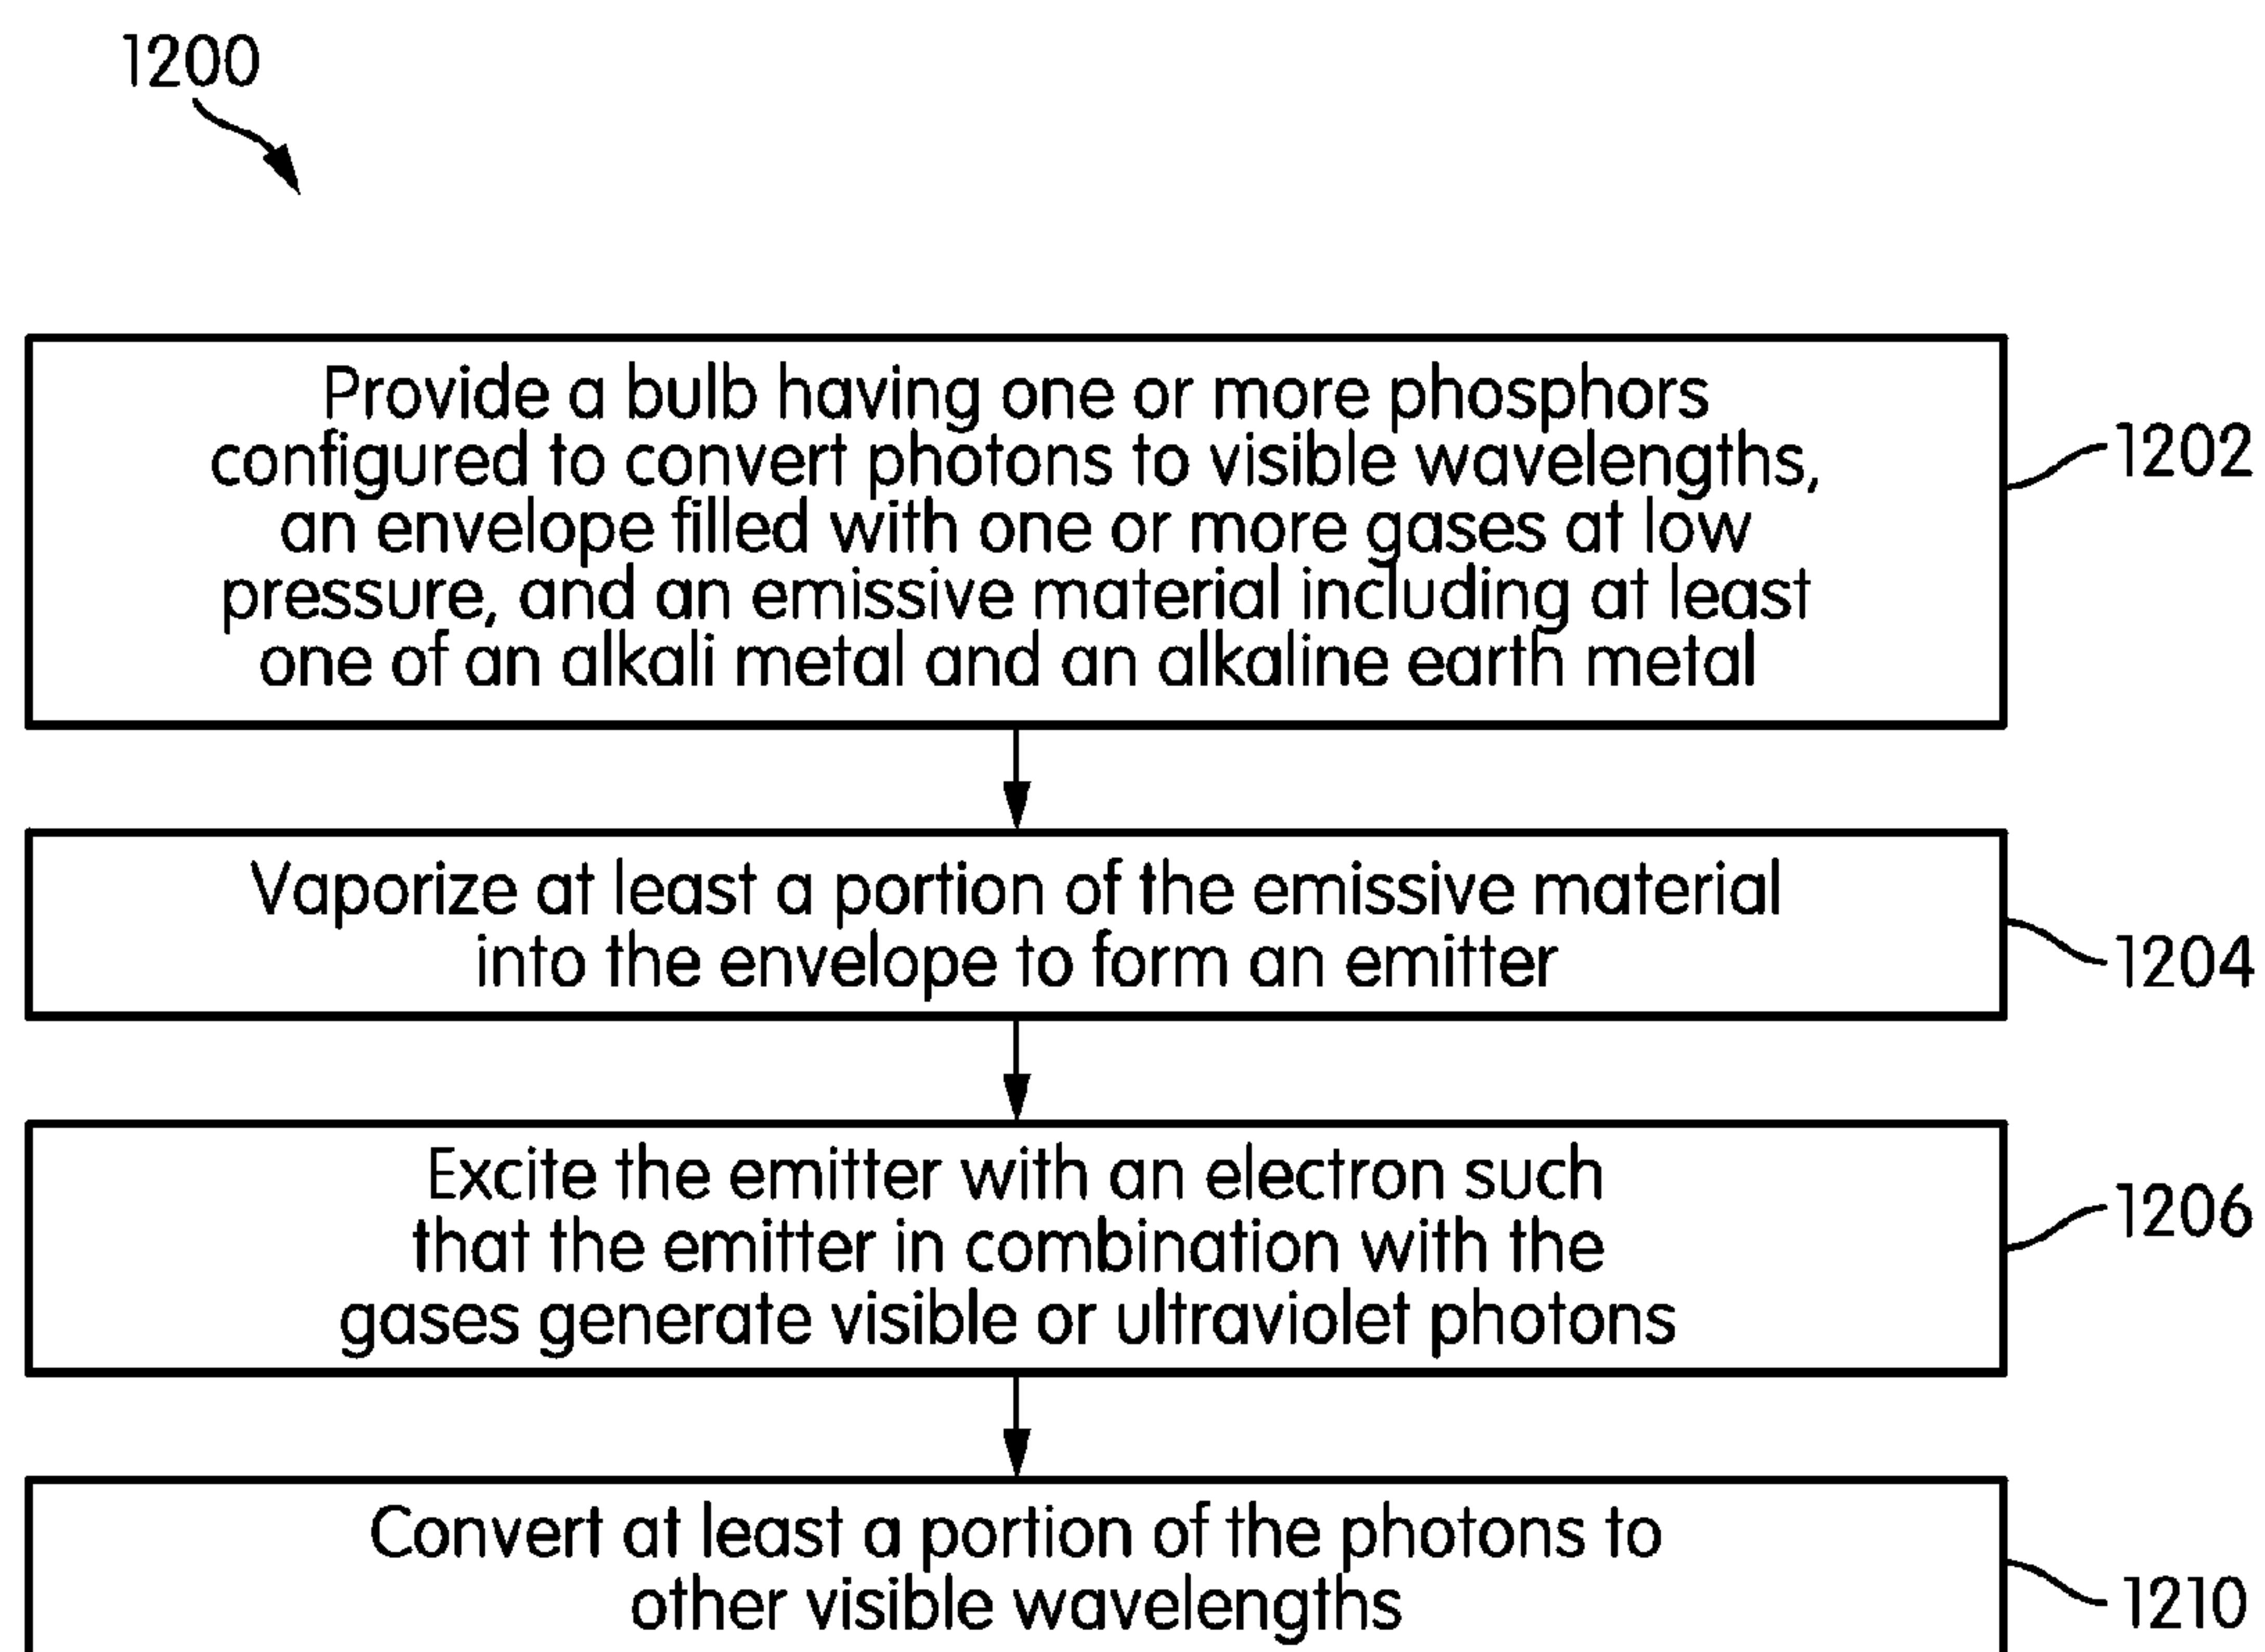 1200
Provide a bulb having one or more phosphors
configured to convert photons to visible wavelengths,
an envelope filled with one or more gases at low
pressure, and an emissive material including at least
one of an alkali metal and an alkaline earth metal
1202
Vaporize at least a portion of the emissive material
into the envelope to form an emitter
1204
Excite the emitter with an electron such
that the emitter in combination with the
gases generate visible or ultraviolet photons
1206
Convert at least a portion of the photons to
other visible wavelengths
1210